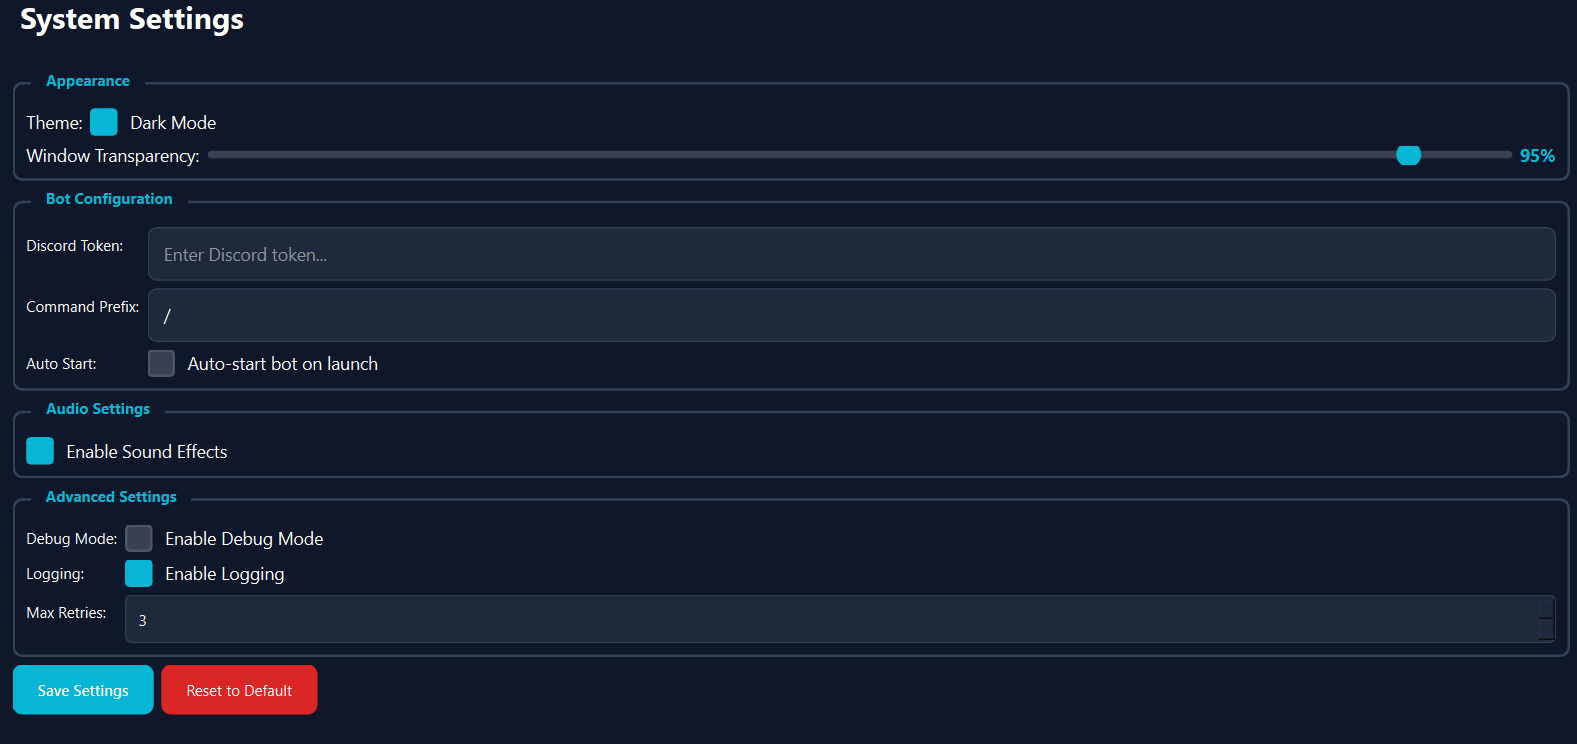 System Settings
Appearance
Theme: Dark Mode
Window Transparency: 95%
Bot Configuration
Discord Token: Enter Discord token...
Command Prefix: /
Auto Start: Auto-start bot on launch
Audio Settings
Enable Sound Effects
Advanced Settings
Debug Mode: Enable Debug Mode
Logging: Enable Logging
Max Retries: 3
Save Settings Reset to Default